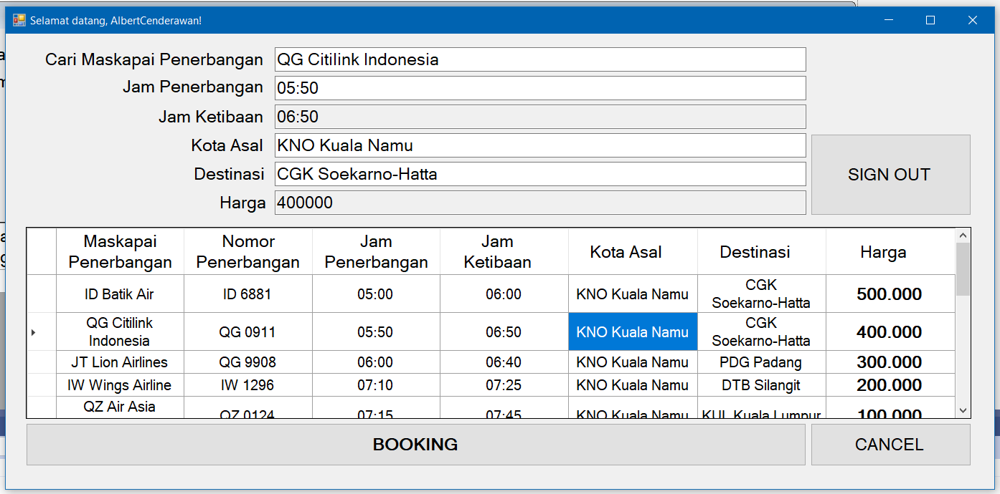 Selamat datang, AlbertCenderawan!
Cari Maskapai Penerbangan QG Citilink Indonesia
Jam Penerbangan 05:50
Jam Ketibaan 06:50
Kota Asal KNO Kuala Namu
Destinasi CGK Soekarno-Hatta
Harga 400000
SIGN OUT
Maskapai Penerbangan Nomor Penerbangan Jam Penerbangan Jam Ketibaan Kota Asal Destinasi Harga
ID Batik Air ID 6881 05:00 06:00 KNO Kuala Namu CGK Soekarno-Hatta 500.000
QG Citilink Indonesia QG 0911 05:50 06:50 KNO Kuala Namu CGK Soekarno-Hatta 400.000
JT Lion Airlines QG 9908 06:00 06:40 KNO Kuala Namu PDG Padang 300.000
IW Wings Airline IW 1296 07:10 07:25 KNO Kuala Namu DTB Silangit 200.000
QZ Air Asia QZ 0124 07:15 07:45 KNO Kuala Namu KUL Kuala Lumpur 100.000
BOOKING
CANCEL